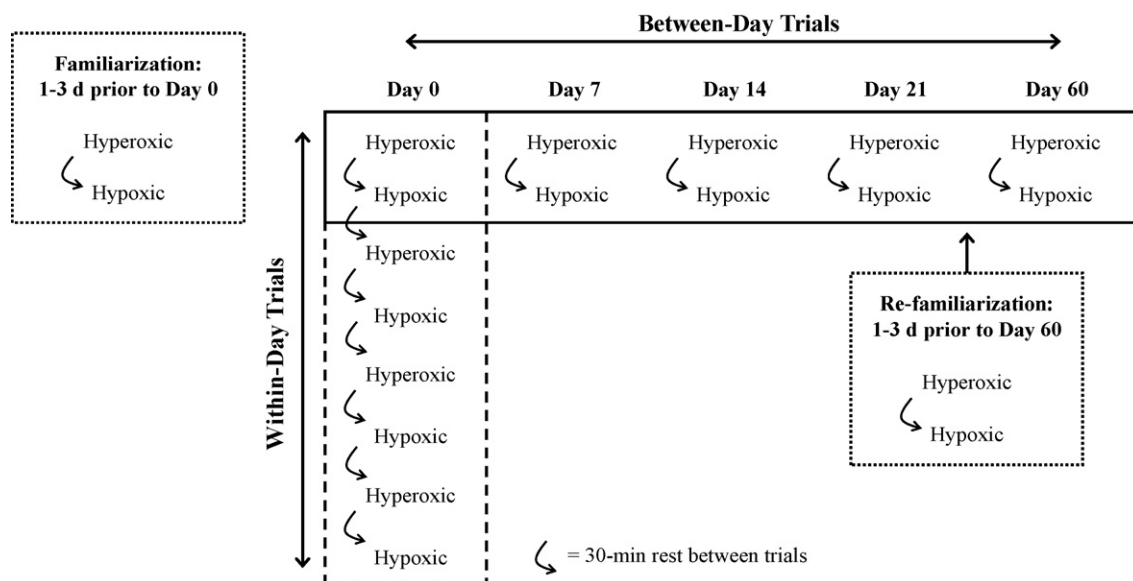 Between-Day Trials
Familiarization:
1-3 d prior to Day 0
Hyperoxic
Hypoxic
Day 0 Day 7 Day 14 Day 21 Day 60
Hyperoxic Hyperoxic Hyperoxic Hyperoxic Hyperoxic
Hypoxic Hypoxic Hypoxic Hypoxic Hypoxic
Within-Day Trials
Hyperoxic
Hypoxic
Hyperoxic
Hypoxic
Hyperoxic
Hypoxic
Re-familiarization:
1-3 d prior to Day 60
Hyperoxic
Hypoxic
= 30-min rest between trials